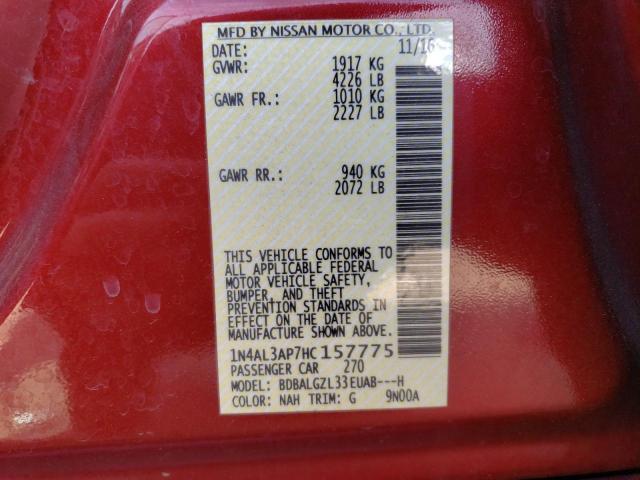 MFD BY NISSAN MOTOR CO., LTD.
DATE: 11/16
GVWR: 1917 KG
4226 LB
GAWR FR.: 1010 KG
2227 LB
GAWR RR.: 940 KG
2072 LB
THIS VEHICLE CONFORMS TO
ALL APPLICABLE FEDERAL
MOTOR VEHICLE SAFETY,
BUMPER, AND THEFT
PREVENTION STANDARDS IN
EFFECT ON THE DATE OF
MANUFACTURE SHOWN ABOVE.
1N4AL3AP7HC157775
PASSENGER CAR 270
MODEL: BDBALGZL33EUAB---H
COLOR: NAH TRIM: G 9N00A